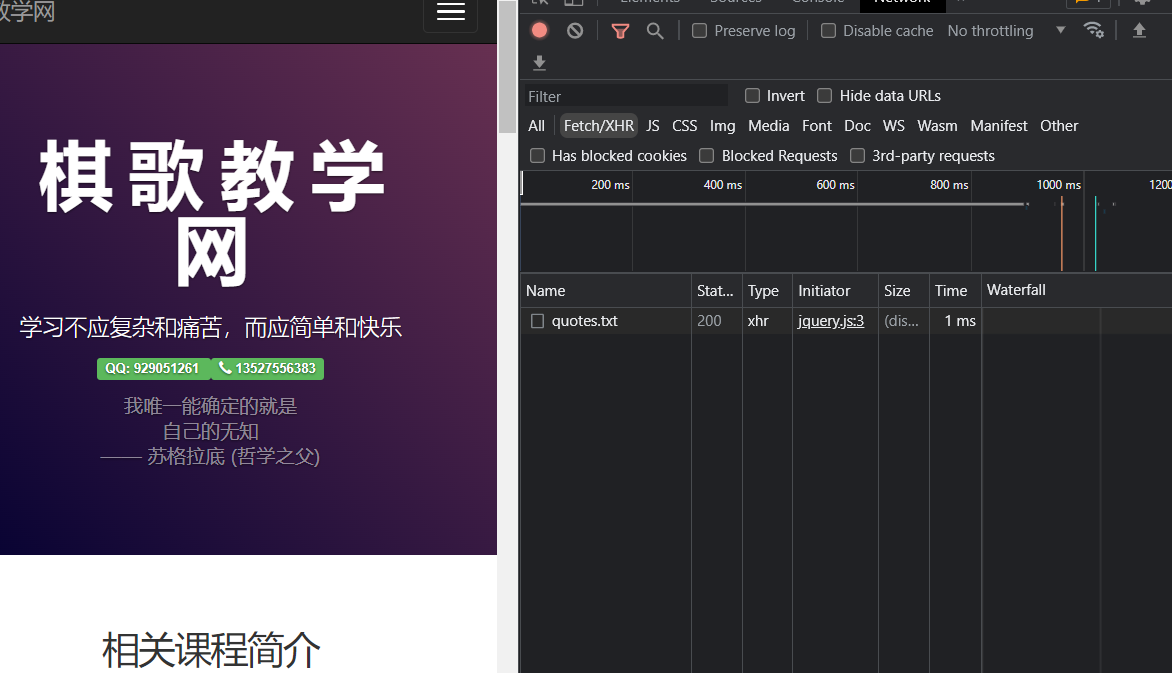 教学网
棋歌教学
网
学习不应复杂和痛苦，而应简单和快乐
QQ: 929051261 13527556383
我唯一能确定的就是
自己的无知
—— 苏格拉底 (哲学之父)
相关课程简介
Elements Sources Console Network
Preserve log Disable cache No throttling
Filter Invert Hide data URLs
All Fetch/XHR JS CSS Img Media Font Doc WS Wasm Manifest Other
Has blocked cookies Blocked Requests 3rd-party requests
200 ms 400 ms 600 ms 800 ms 1000 ms 1200
Name Stat... Type Initiator Size Time Waterfall
quotes.txt 200 xhr jquery.js:3 (dis... 1 ms